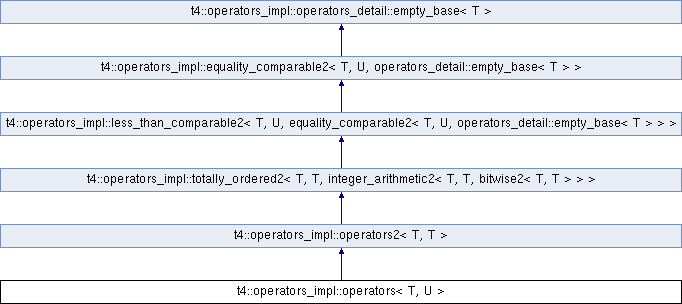 t4::operators_impl::operators_detail::empty_base< T >
t4::operators_impl::equality_comparable2< T, U, operators_detail::empty_base< T > >
t4::operators_impl::less_than_comparable2< T, U, equality_comparable2< T, U, operators_detail::empty_base< T > > >
t4::operators_impl::totally_ordered2< T, T, integer_arithmetic2< T, T, bitwise2< T, T > > >
t4::operators_impl::operators2< T, T >
t4::operators_impl::operators< T, U >